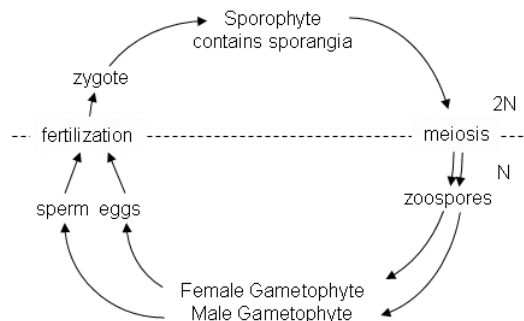 Sporophyte
contains sporangia
zygote
2N
fertilization
meiosis
N
sperm eggs
zoospores
Female Gametophyte
Male Gametophyte